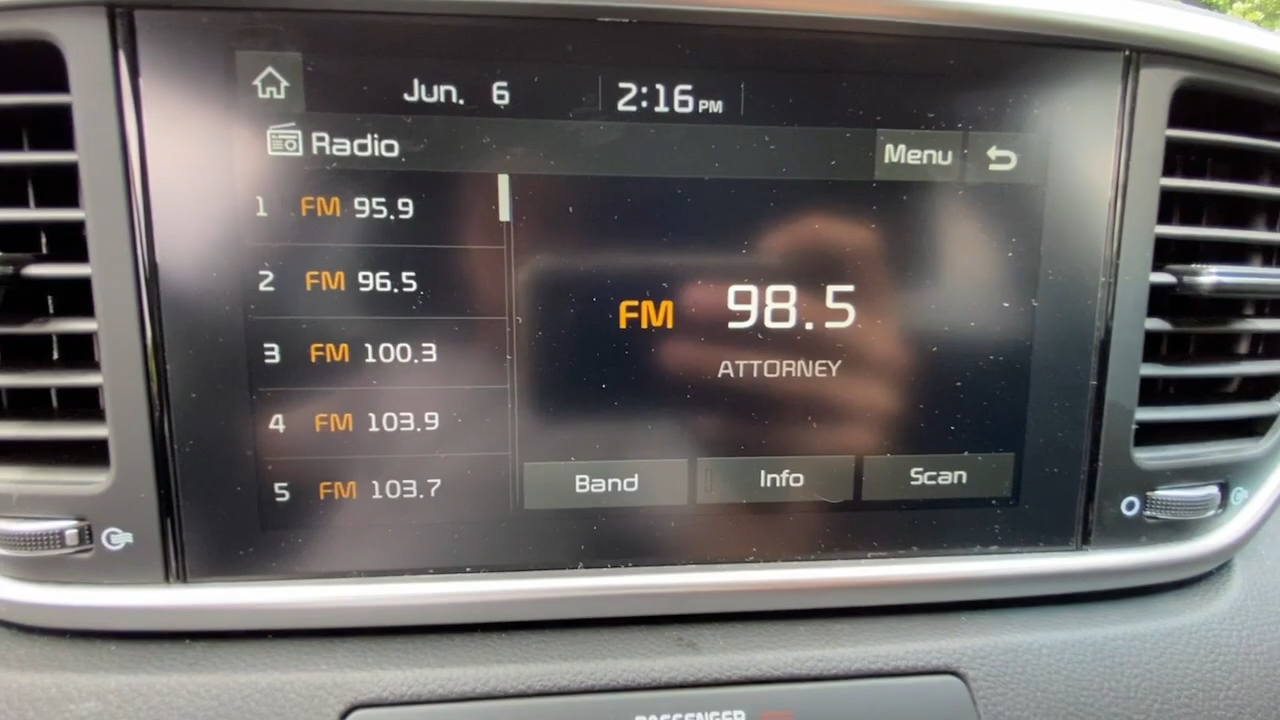 Jun. 6 2:16 PM
Radio
Menu
1 FM 95.9
2 FM 96.5
3 FM 100.3
4 FM 103.9
5 FM 103.7
FM 98.5
ATTORNEY
Band Info Scan
PASSENGER